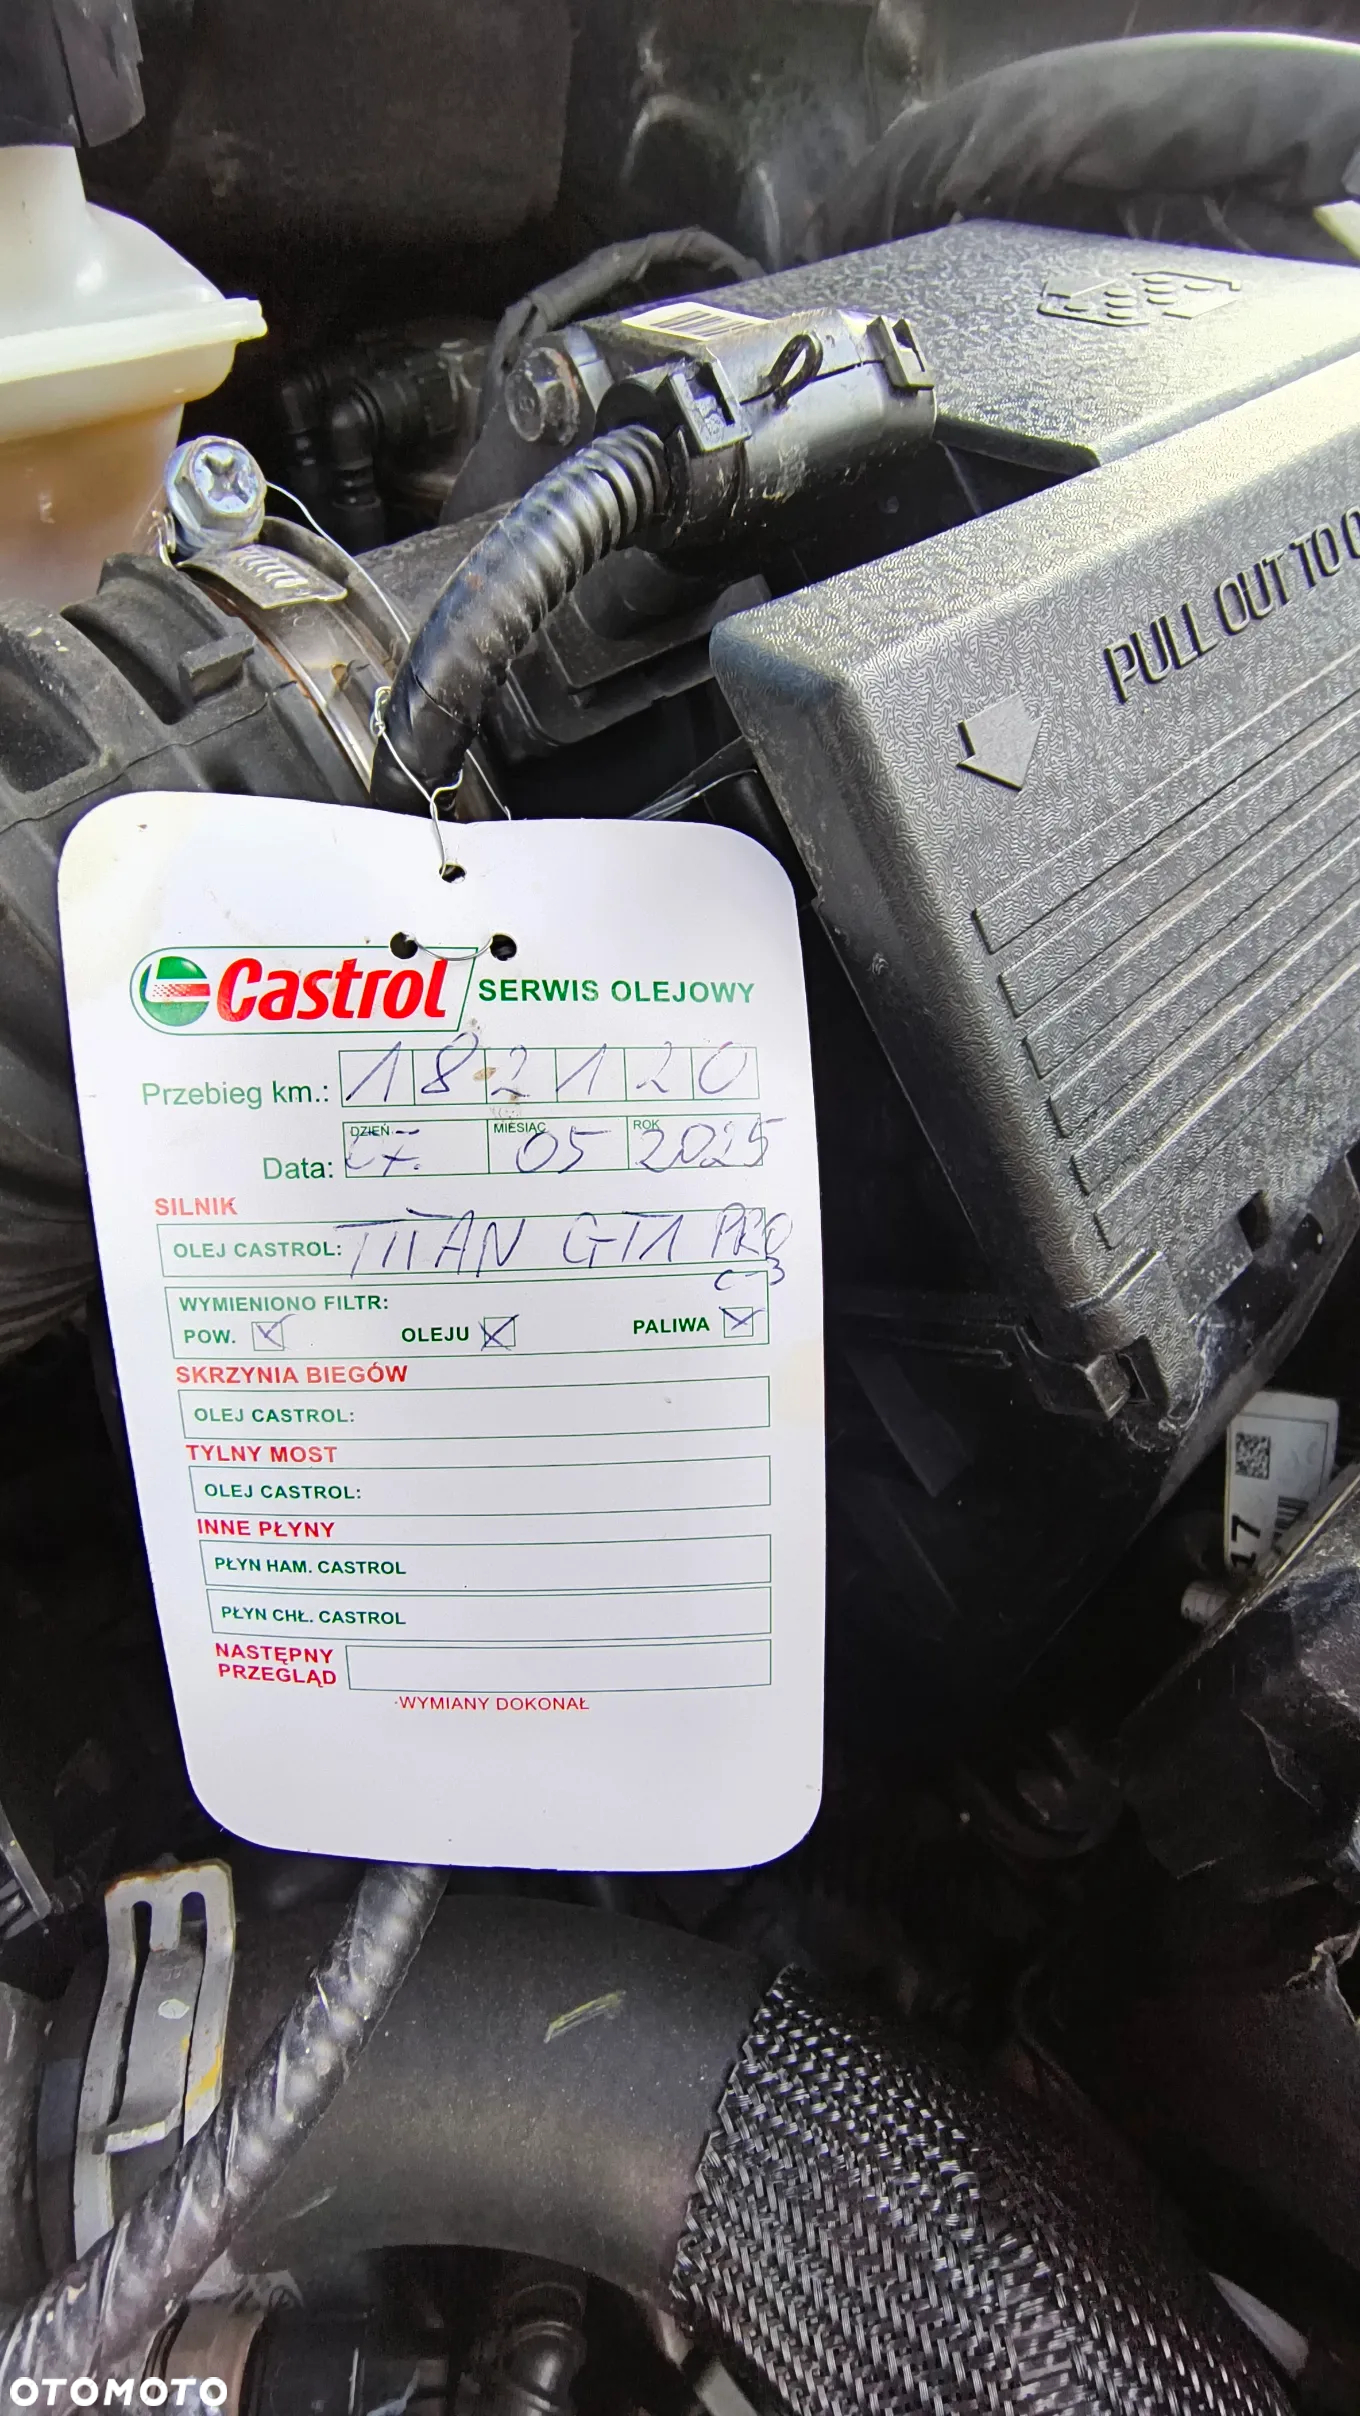 PULL OUT TO
Castrol SERWIS OLEJOWY
Przebieg km.: 182120
DZIEŃ MIESIĄC ROK
Data: 07. 05 2025
SILNIK
OLEJ CASTROL: TITAN GT1 PRO
C-3
WYMIENIONO FILTR:
POW. OLEJU PALIWA
SKRZYNIA BIEGÓW
OLEJ CASTROL:
TYLNY MOST
OLEJ CASTROL:
INNE PŁYNY
PŁYN HAM. CASTROL
PŁYN CHŁ. CASTROL
NASTĘPNY
PRZEGLĄD
WYMIANY DOKONAŁ
17
OTOMOTO